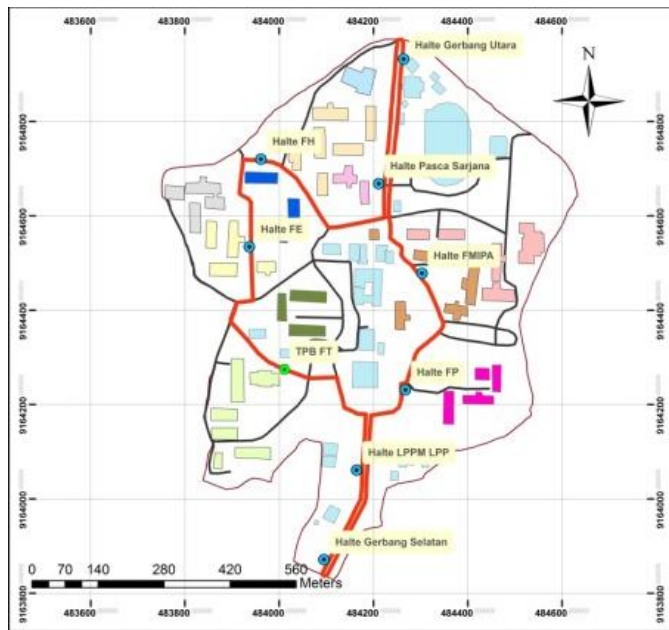 483600 483800 484000 484200 484400 484600
Halte Gerbang Utara
N
9164800 9164800
Halte FH
Halte Pasca Sarjana
9164600 9164600
Halte FE
Halte FMIPA
9164400 9164400
TPB FT
Halte FP
9164200 9164200
Halte LPPM LPP
9164000 9164000
Halte Gerbang Selatan
0 70 140 280 420 560
Meters
9163800 9163800
483600 483800 484000 484200 484400 484600